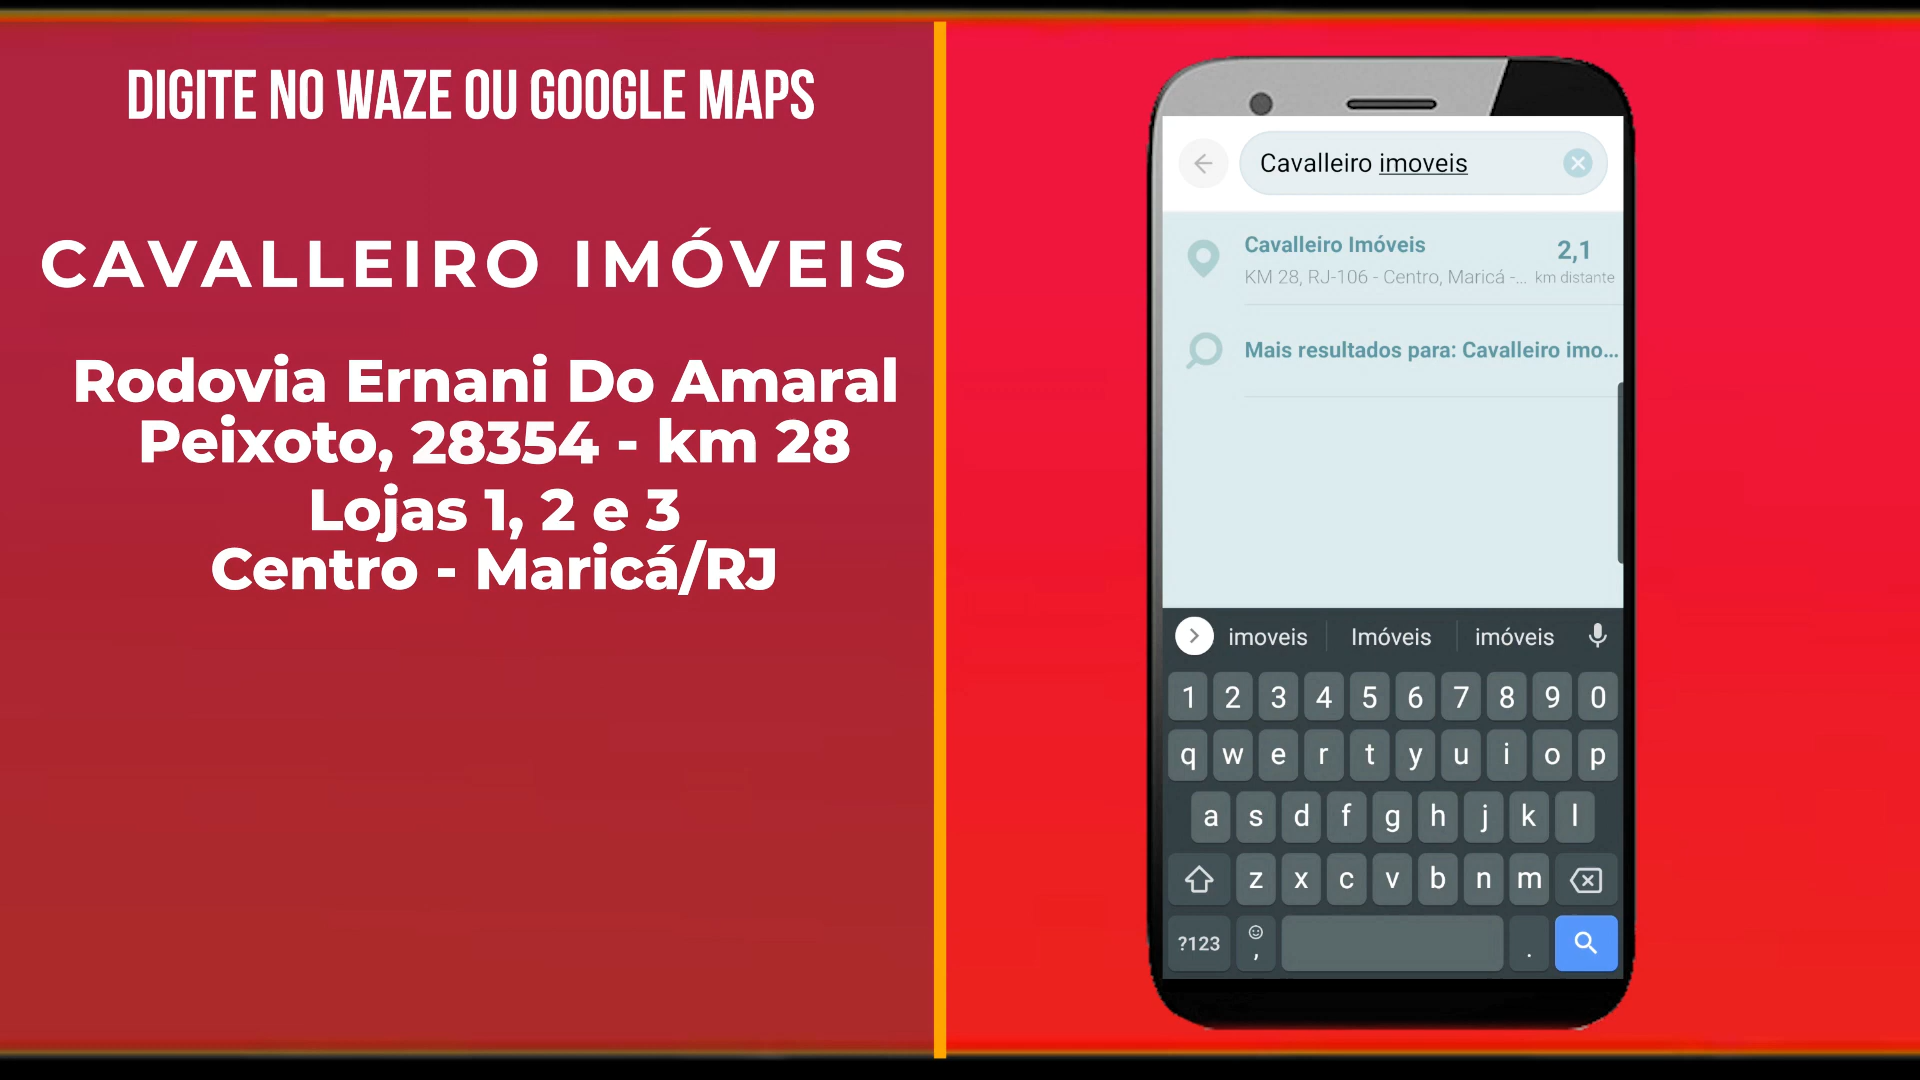 DIGITE NO WAZE OU GOOGLE MAPS
CAVALLEIRO IMÓVEIS
Rodovia Ernani Do Amaral
Peixoto, 28354 - km 28
Lojas 1, 2 e 3
Centro - Maricá/RJ
Cavalleiro imoveis
Cavalleiro Imóveis
2,1
KM 28, RJ-106 - Centro, Maricá -...
km distante
Mais resultados para: Cavalleiro imo...
imoveis Imóveis imóveis
1 2 3 4 5 6 7 8 9 0
q w e r t y u i o p
a s d f g h j k l
z x c v b n m
?123 , .